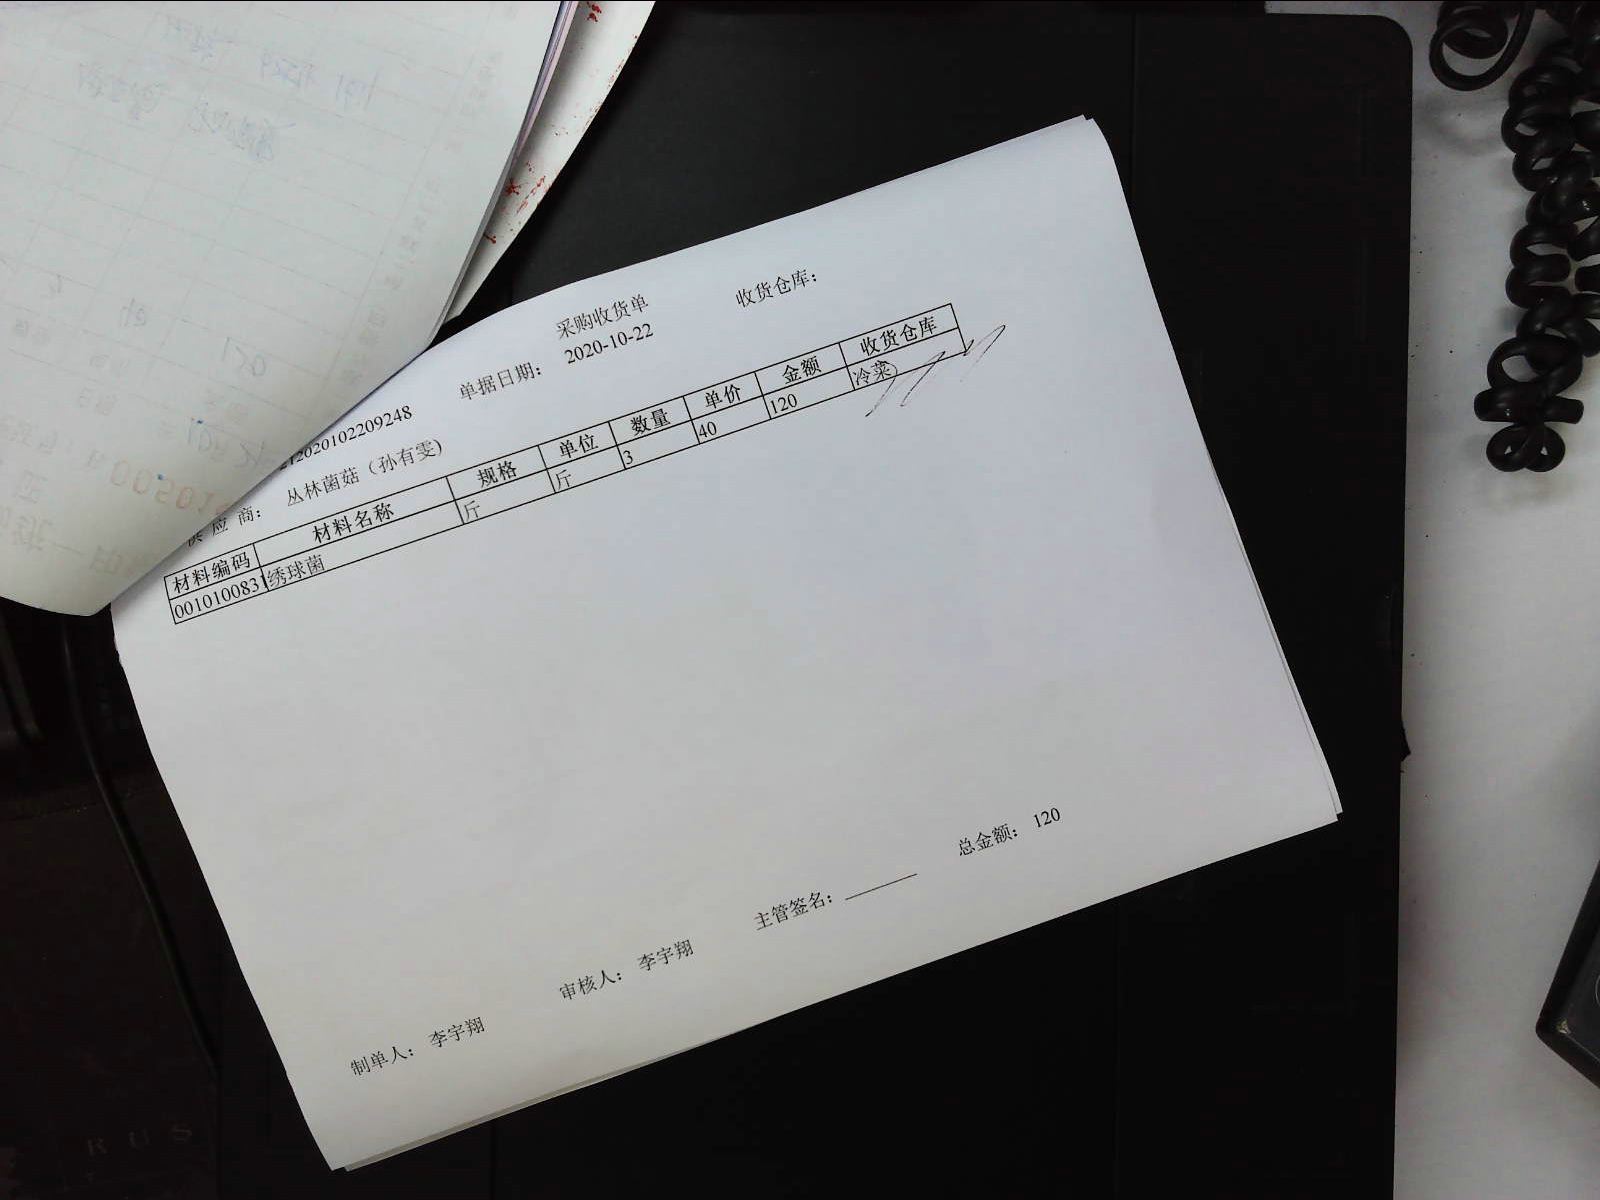 采购收货单
收货仓库：
单据日期： 2020-10-22
2020102209248
供 应 商： 丛林菌菇（孙有雯）
材料编码 材料名称 规格 单位 数量 单价 金额 收货仓库
001010083 绣球菌 斤 斤 3 40 120 冷菜
总金额： 120
主管签名：
审核人： 李宇翔
制单人： 李宇翔
RUS